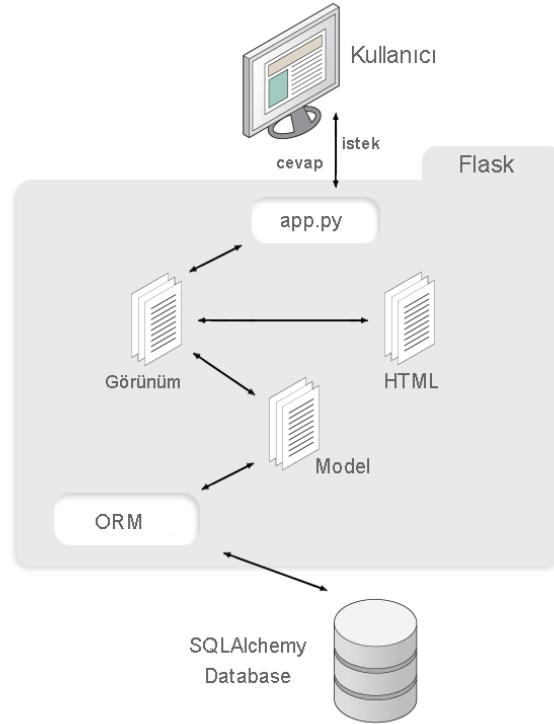 Kullanıcı
istek
cevap
Flask
app.py
Görünüm
HTML
Model
ORM
SQLAlchemy
Database